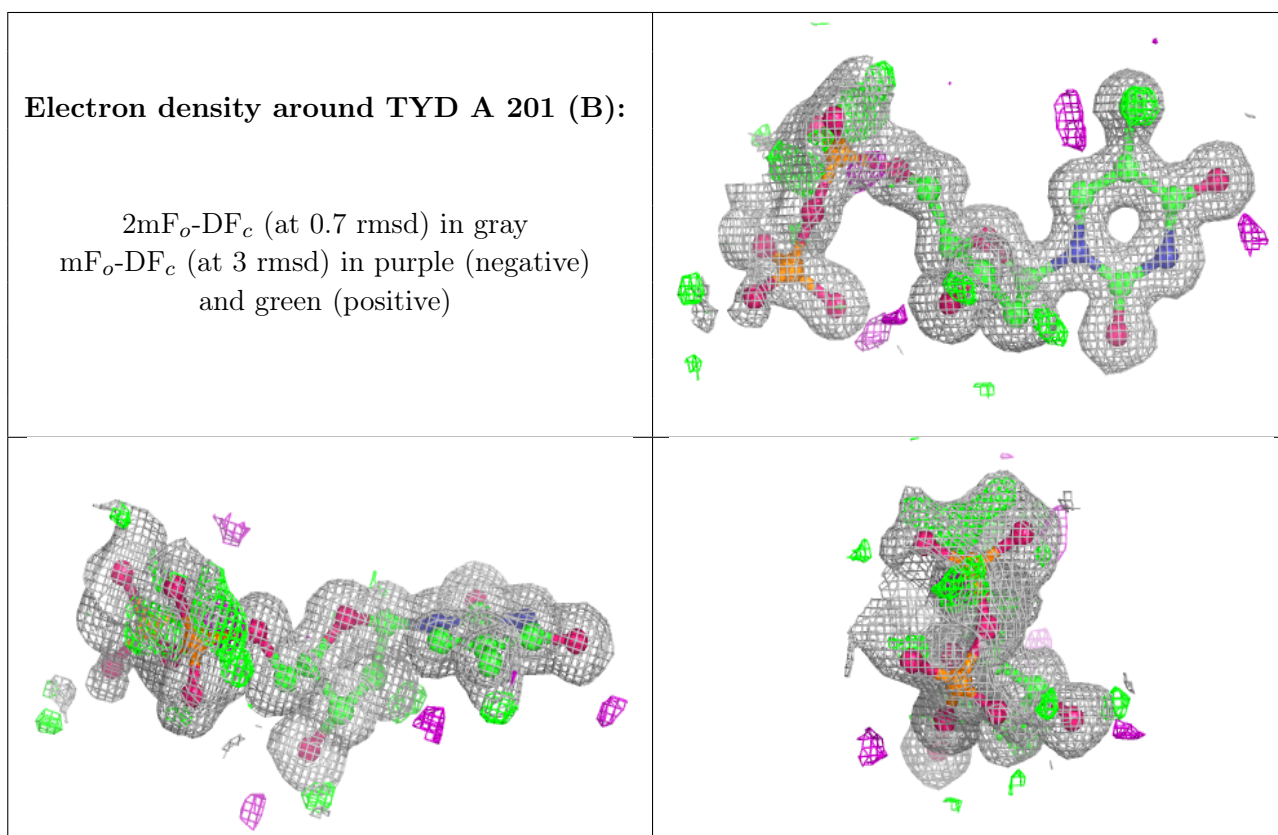 Electron density around TYD A 201 (B):
2mFₒ-DF𝒸 (at 0.7 rmsd) in gray
mFₒ-DF𝒸 (at 3 rmsd) in purple (negative)
and green (positive)